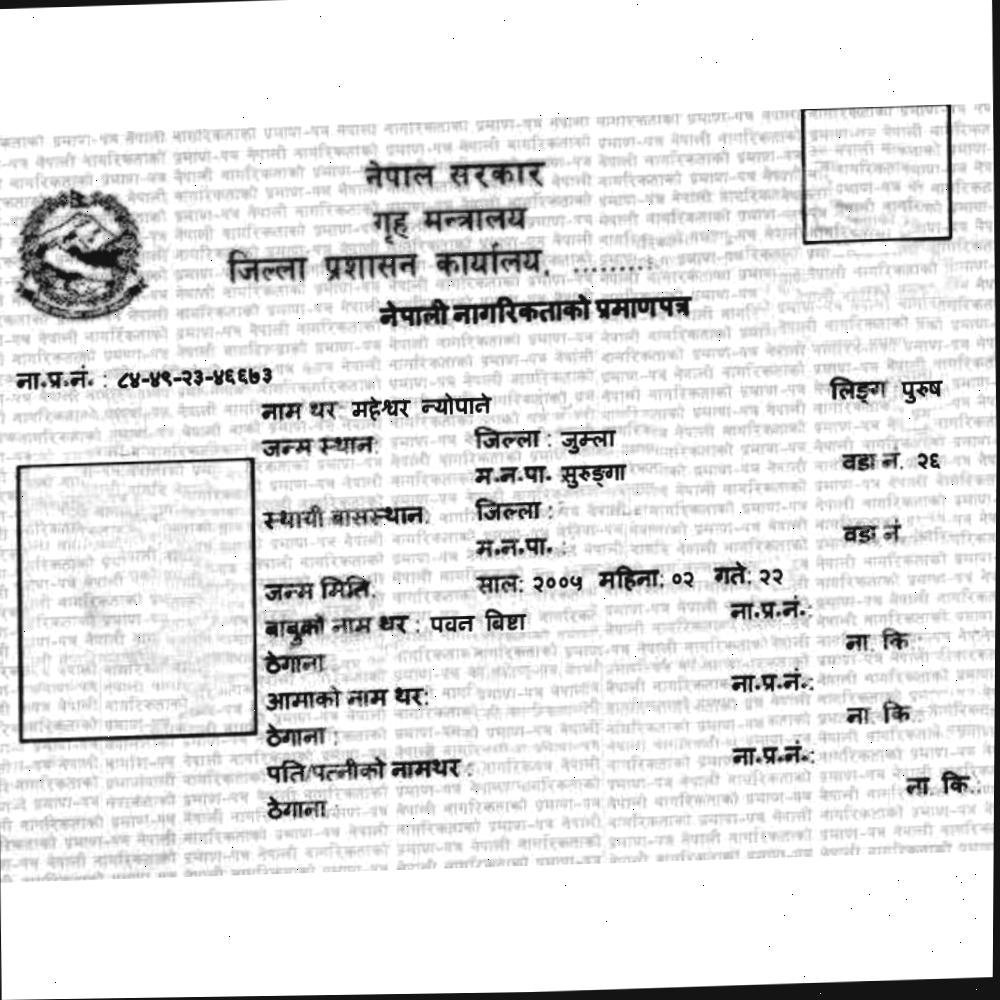 नेपाल सरकार
गृह मन्त्रालय
जिल्ला प्रशासन कार्यालय, .........
नेपाली नागरिकताको प्रमाणपत्र
ना.प्र.नं. : ८४-४९-२३-४६६७३
लिङ्ग पुरुष
नाम थर: महेश्वर न्योपाते
जन्म स्थान: जिल्ला : जुम्ला
म.न.पा. सुरुङ्गा वडा नं. २६
स्थायी बासस्थान: जिल्ला :
म.न.पा. : वडा नं
जन्म मिति: साल: २००५ महिना: ०२ गते: २२
बाबुको नाम थर : पवन बिष्टा ना.प्र.नं.:
ठेगाना ना. कि :
आमाको नाम थर: ना.प्र.नं.:
ठेगाना : ना. कि :
पति/पत्नीको नामथर : ना.प्र.नं.:
ठेगाना : ना. कि.: